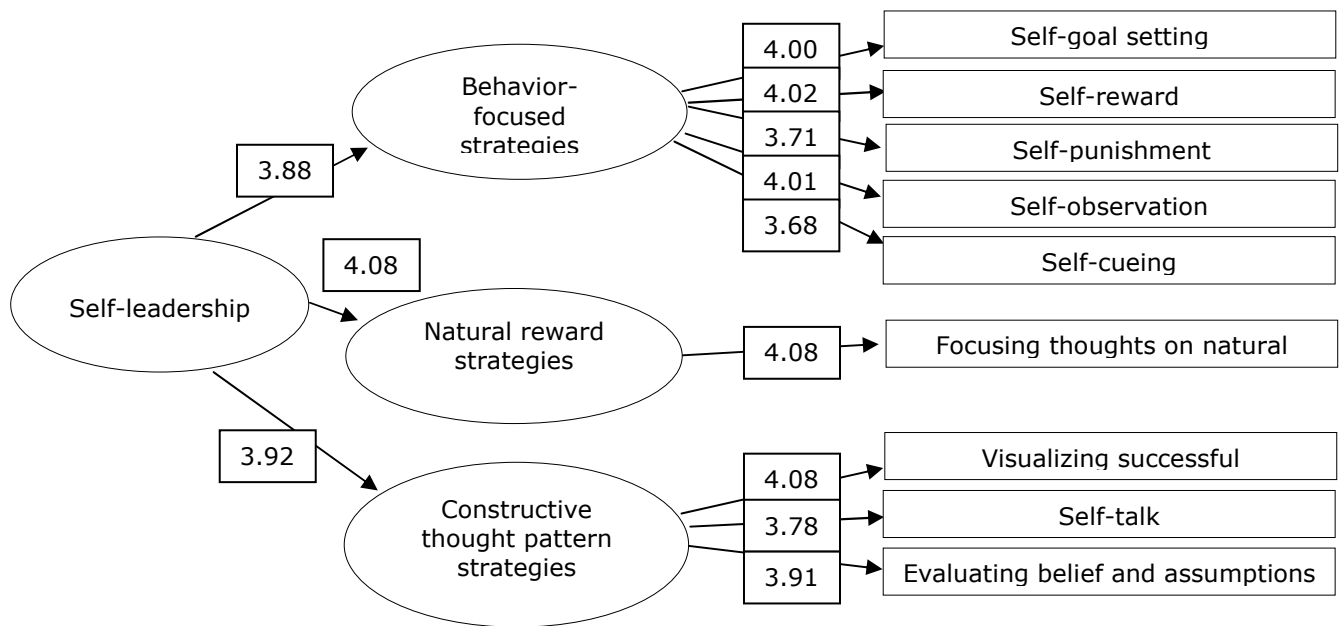 4.00
Self-goal setting
Behavior-
focused
strategies
4.02
Self-reward
3.71
Self-punishment
3.88
4.01
Self-observation
3.68
Self-cueing
4.08
Self-leadership
Natural reward
strategies
4.08
Focusing thoughts on natural
3.92
Visualizing successful
4.08
Constructive
thought pattern
strategies
3.78
Self-talk
3.91
Evaluating belief and assumptions